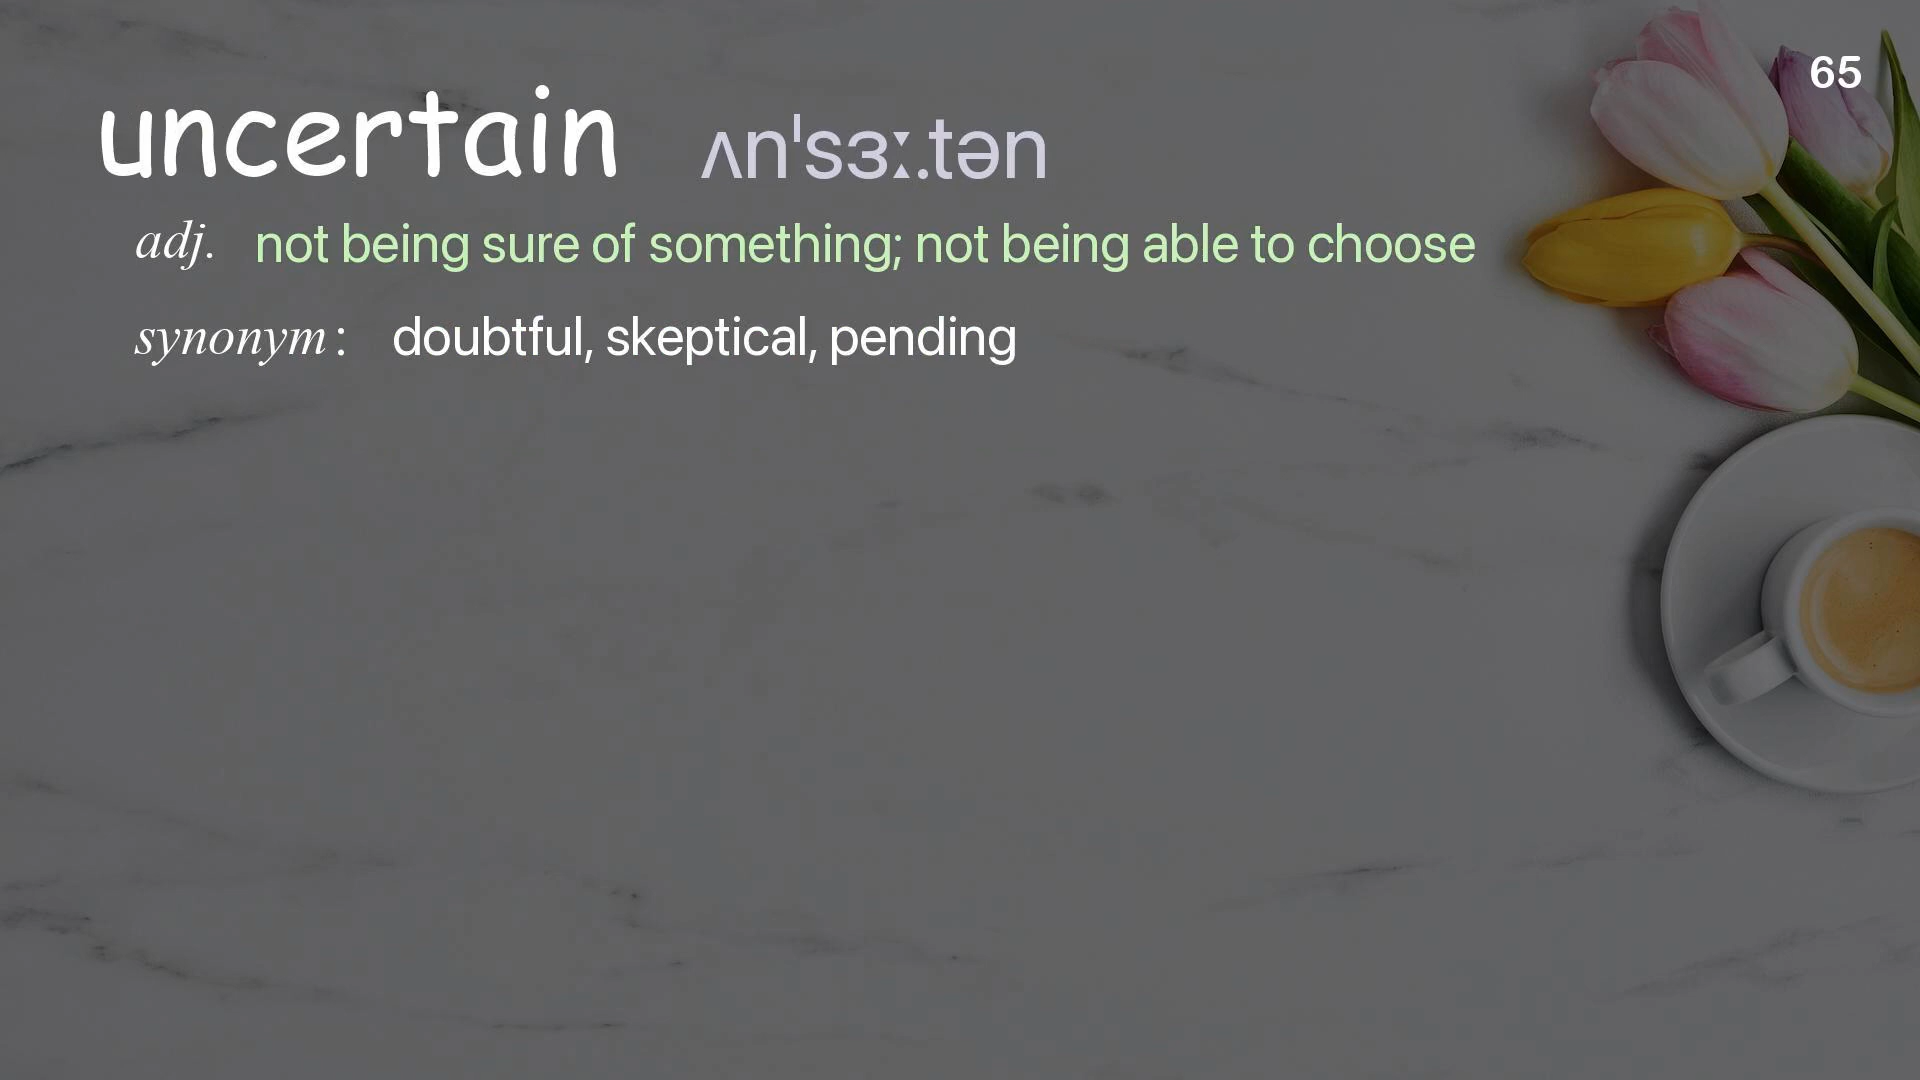 65
uncertain ʌnˈsɜː.tən
adj. not being sure of something; not being able to choose
synonym: doubtful, skeptical, pending